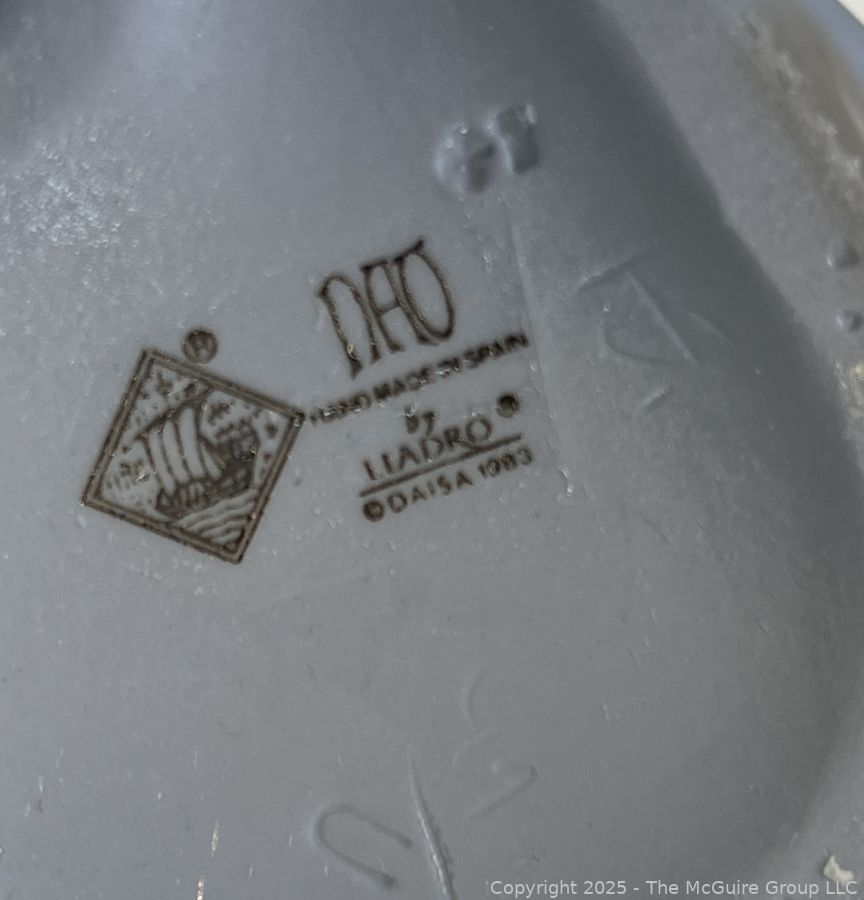 ®
NAO
HAND MADE IN SPAIN
by
LLADRO ®
© DAISA 1983
Copyright 2025 - The McGuire Group LLC